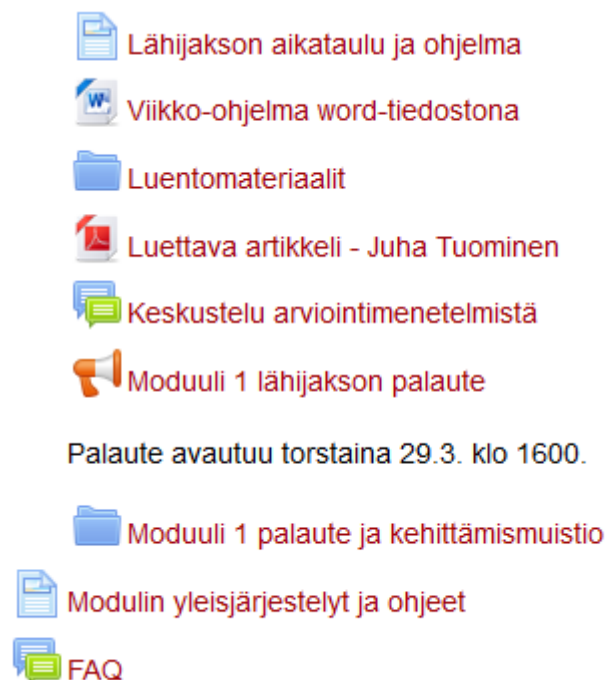 Lähijakson aikataulu ja ohjelma
Viikko-ohjelma word-tiedostona
Luentomateriaalit
Luettava artikkeli - Juha Tuominen
Keskustelu arviointimenetelmistä
Moduuli 1 lähijakson palaute
Palaute avautuu torstaina 29.3. klo 1600.
Moduuli 1 palaute ja kehittämismuistio
Modulin yleisjärjestelyt ja ohjeet
FAQ